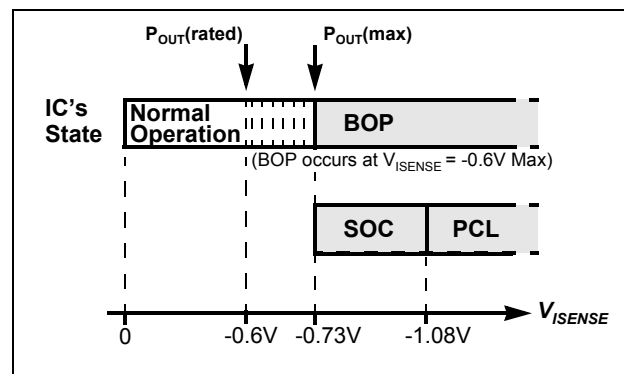 POUT(rated) POUT(max)
IC's
State
Normal
Operation
BOP
(BOP occurs at VISENSE = -0.6V Max)
SOC PCL
VISENSE
0 -0.6V -0.73V -1.08V